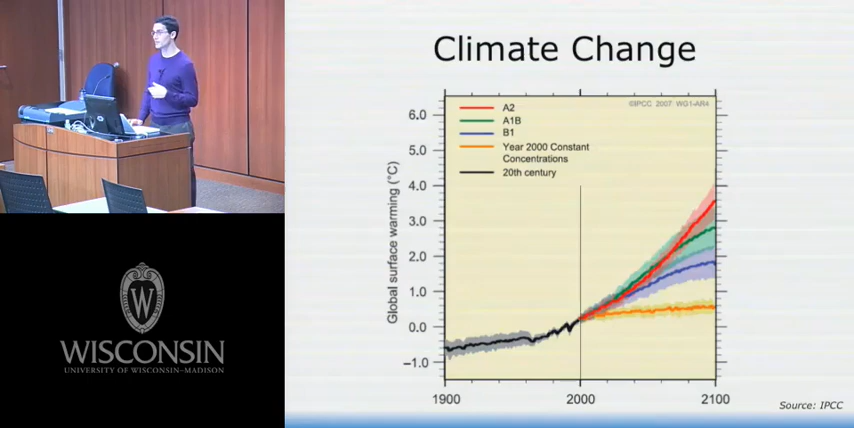 Climate Change
©IPCC 2007: WG1-AR4
A2
A1B
B1
Year 2000 Constant
Concentrations
20th century
Global surface warming (°C)
6.0
5.0
4.0
3.0
2.0
1.0
0.0
–1.0
1900
2000
2100
Source: IPCC
W
WISCONSIN
UNIVERSITY OF WISCONSIN–MADISON